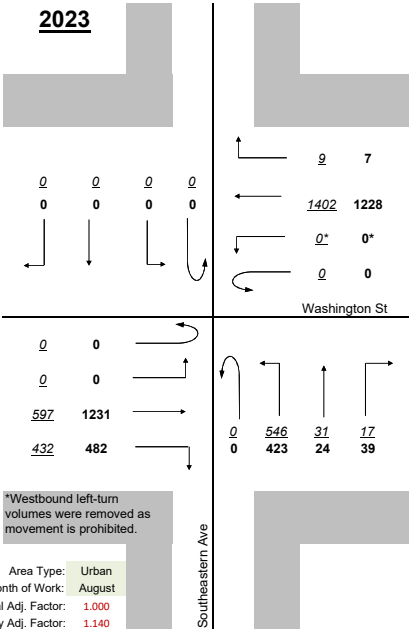 2023
9 7
0 0 0 0
0 0 0 0
1402 1228
0* 0*
0 0
Washington St
0 0
0 0
597 1231
432 482
0 546 31 17
0 423 24 39
*Westbound left-turn
volumes were removed as
movement is prohibited.
Southeastern Ave
Area Type: Urban
onth of Work: August
al Adj. Factor: 1.000
y Adj. Factor: 1.140